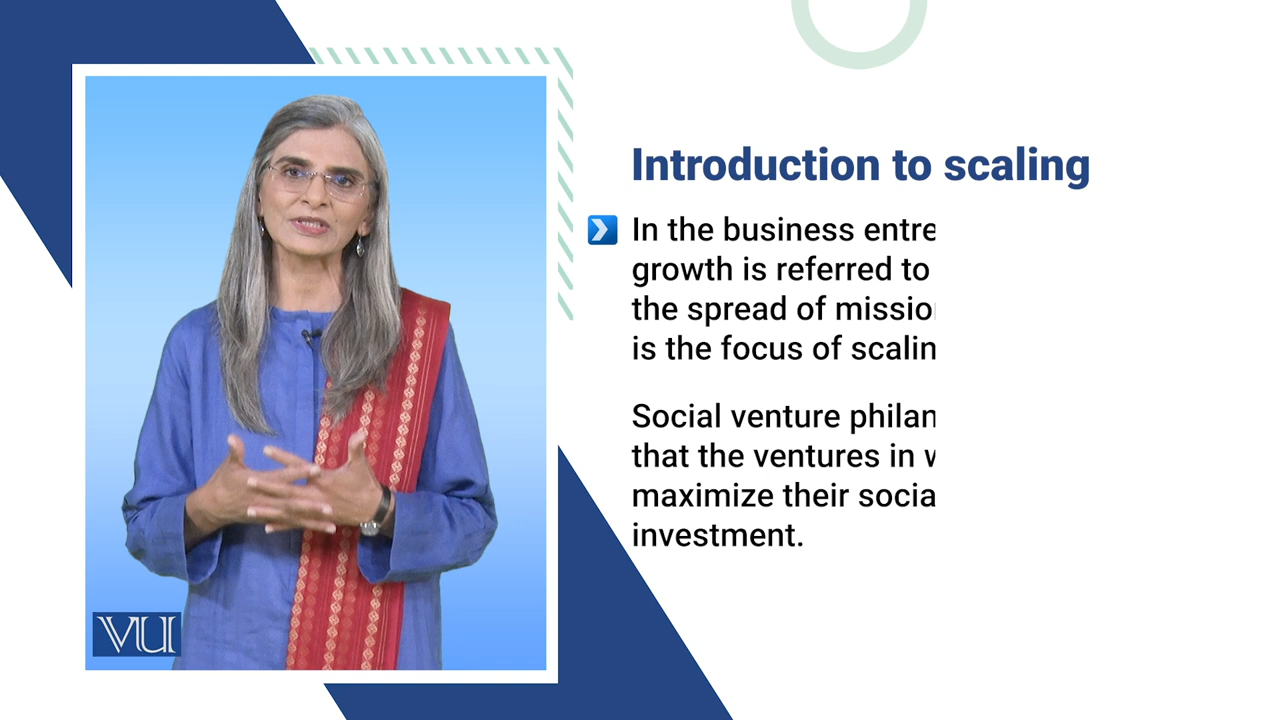 Introduction to scaling
In the business entre
growth is referred to
the spread of mission
is the focus of scalin
Social venture philan
that the ventures in
maximize their socia
investment.
VU